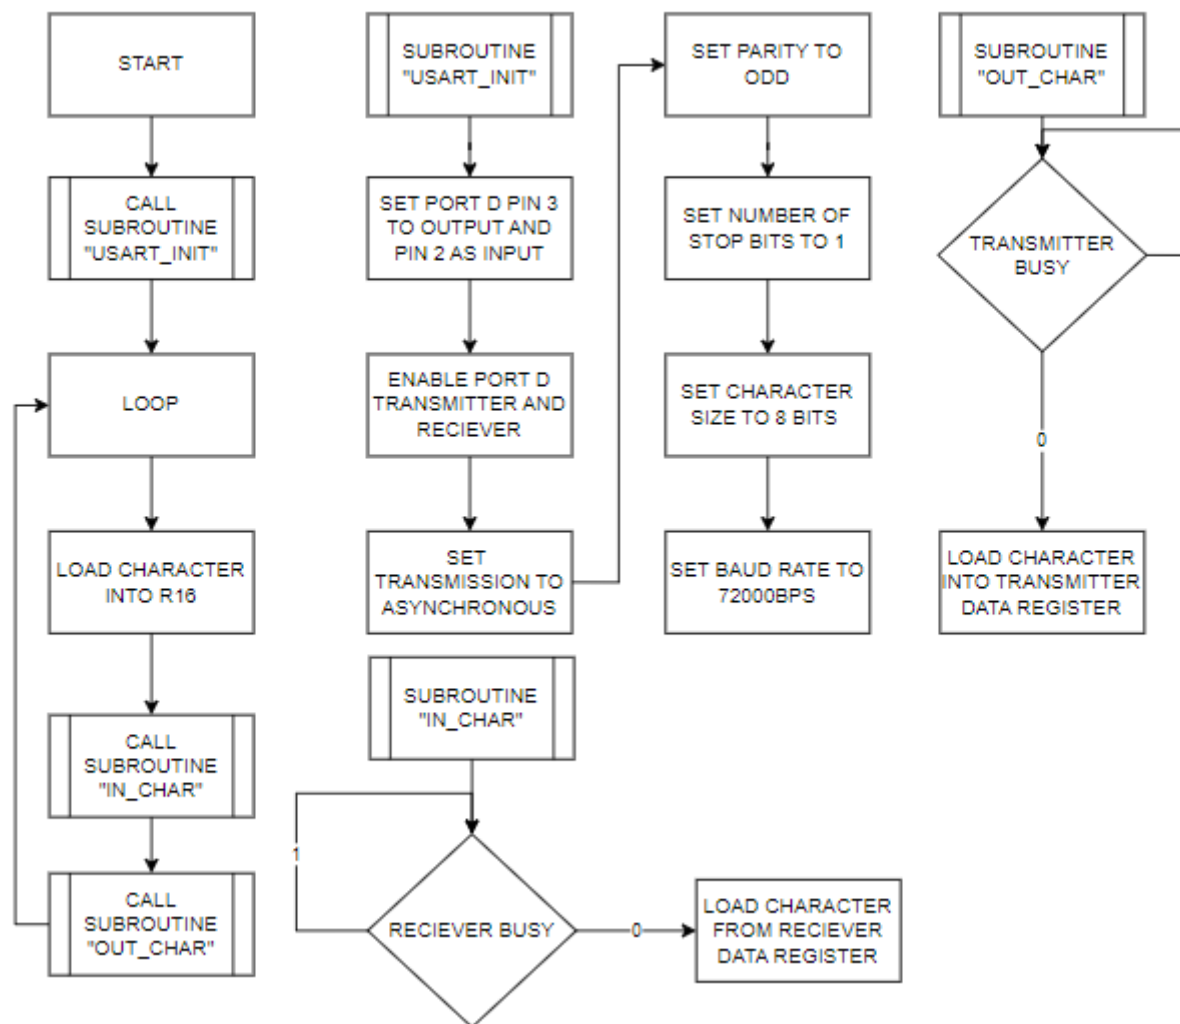 START
CALL
SUBROUTINE
"USART_INIT"
LOOP
LOAD CHARACTER
INTO R16
CALL
SUBROUTINE
"IN_CHAR"
CALL
SUBROUTINE
"OUT_CHAR"
SUBROUTINE
"USART_INIT"
SET PORT D PIN 3
TO OUTPUT AND
PIN 2 AS INPUT
ENABLE PORT D
TRANSMITTER AND
RECIEVER
SET
TRANSMISSION TO
ASYNCHRONOUS
SET PARITY TO
ODD
SET NUMBER OF
STOP BITS TO 1
SET CHARACTER
SIZE TO 8 BITS
SET BAUD RATE TO
72000BPS
SUBROUTINE
"IN_CHAR"
1
RECIEVER BUSY
0
LOAD CHARACTER
FROM RECIEVER
DATA REGISTER
SUBROUTINE
"OUT_CHAR"
TRANSMITTER
BUSY
0
LOAD CHARACTER
INTO TRANSMITTER
DATA REGISTER